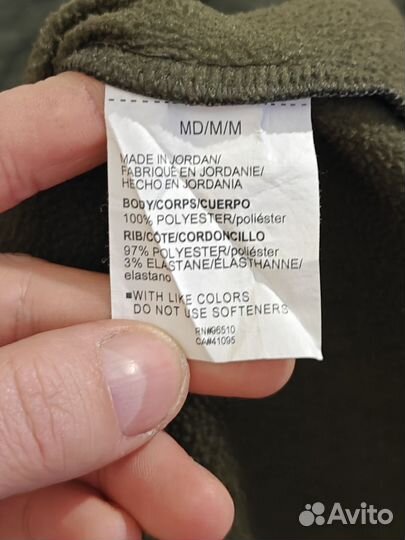 MD/M/M
MADE IN JORDAN/
FABRIQUÉ EN JORDANIE/
HECHO EN JORDANIA
BODY/CORPS/CUERPO
100% POLYESTER/poliéster
RIB/CÔTE/CORDONCILLO
97% POLYESTER/poliéster
3% ELASTANE/ÉLASTHANNE/
elastano
■WITH LIKE COLORS
DO NOT USE SOFTENERS
RN#96510
CA#41095
Avito